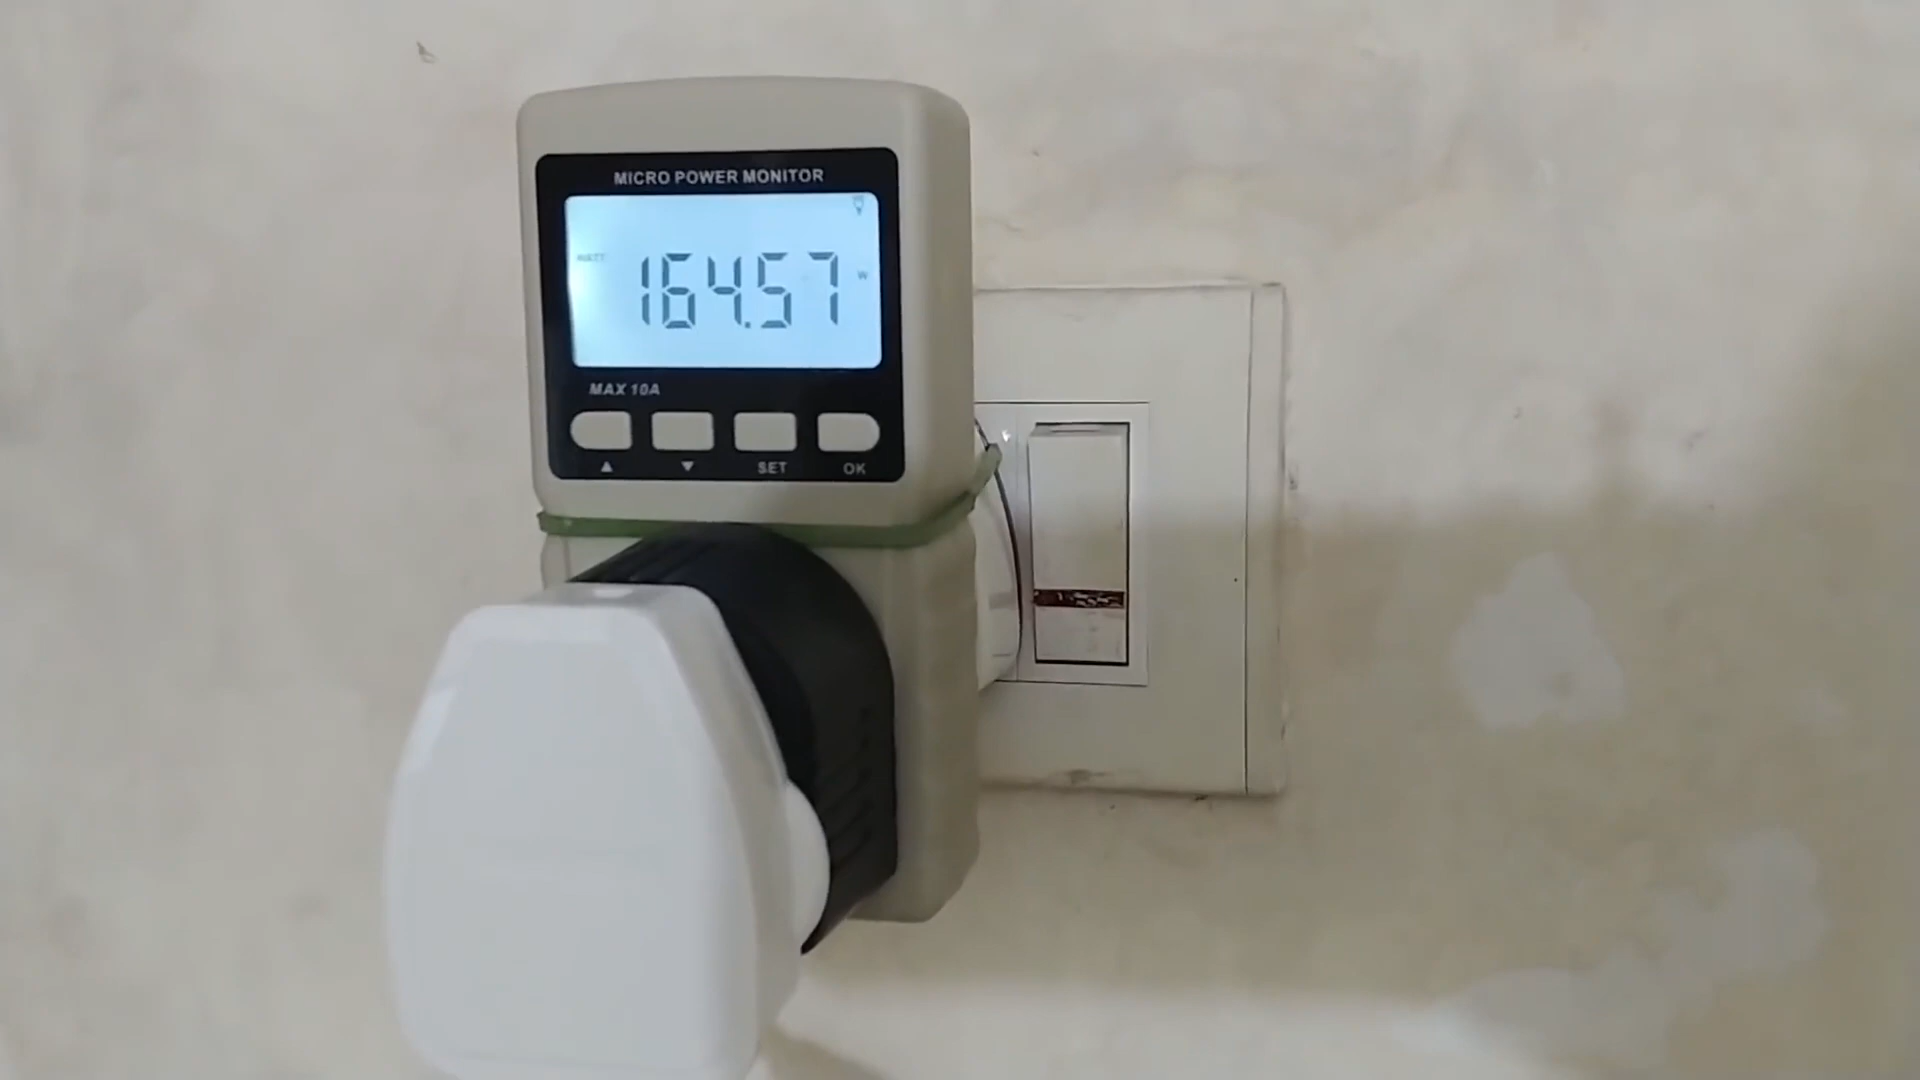 MICRO POWER MONITOR
WATT
164.57 W
MAX 10A
▲ ▼ SET OK